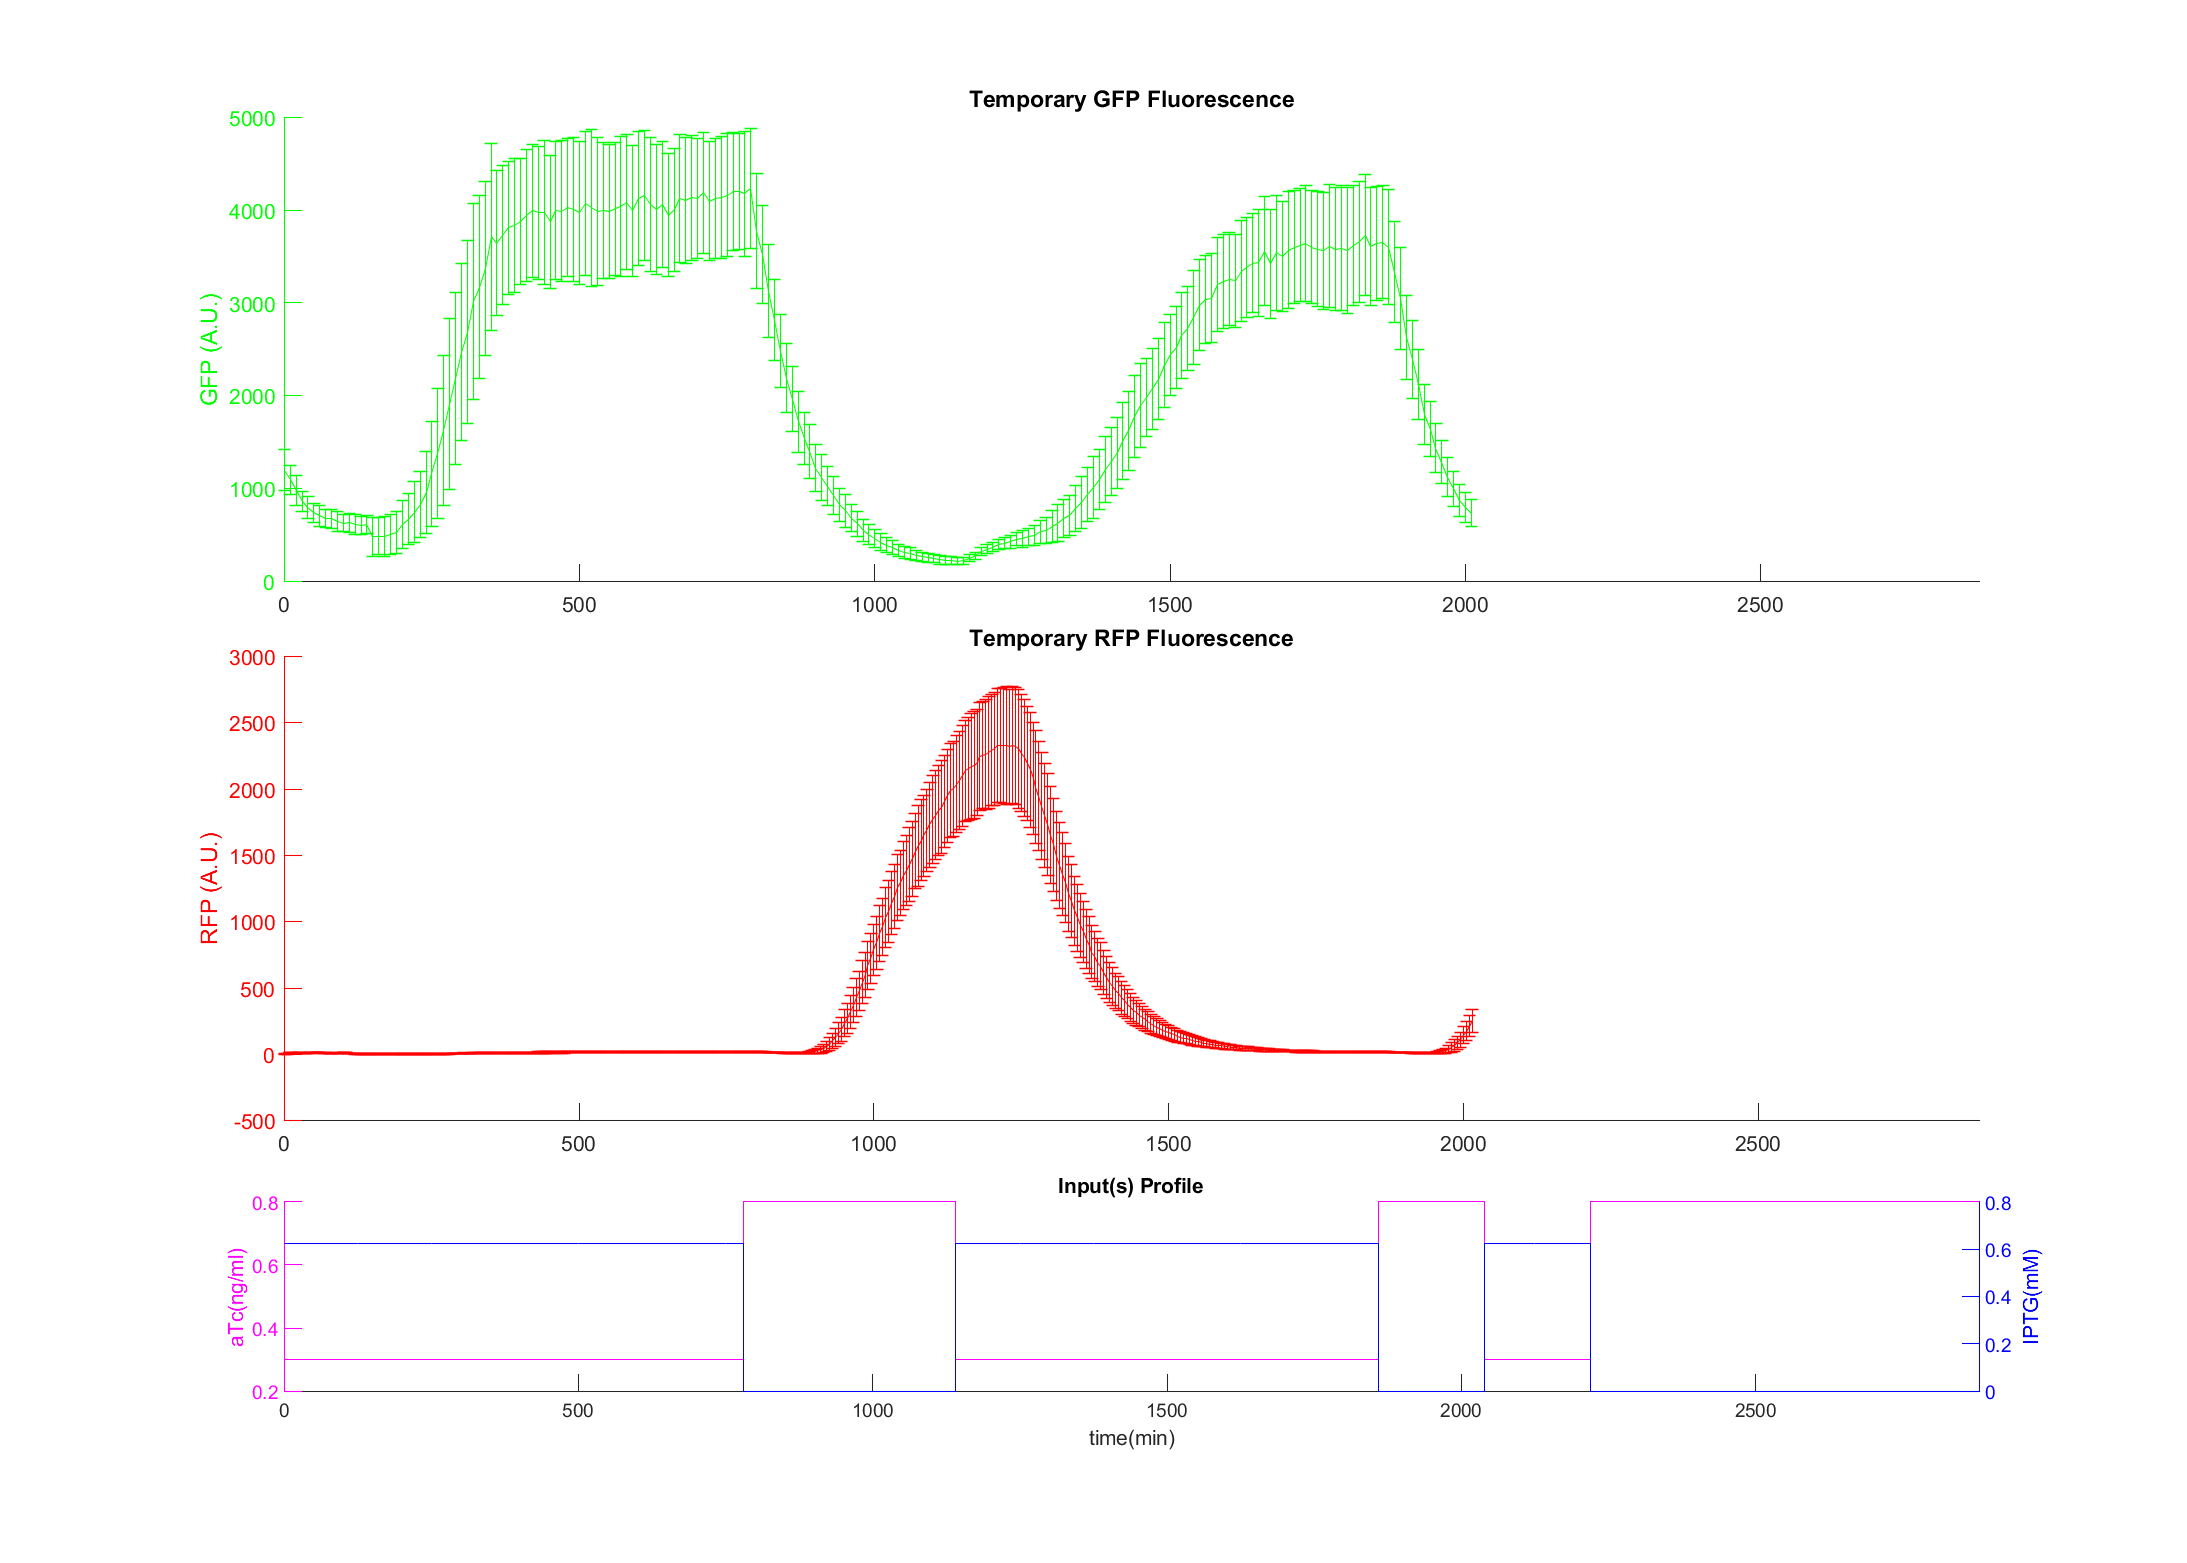 Temporary GFP Fluorescence
5000
4000
3000
2000
1000
0
GFP (A.U.)
0 500 1000 1500 2000 2500
Temporary RFP Fluorescence
3000
2500
2000
1500
1000
500
0
-500
RFP (A.U.)
0 500 1000 1500 2000 2500
Input(s) Profile
0.8
0.6
0.4
0.2
aTc(ng/ml)
0.8
0.6
0.4
0.2
0
IPTG(mM)
0 500 1000 1500 2000 2500
time(min)